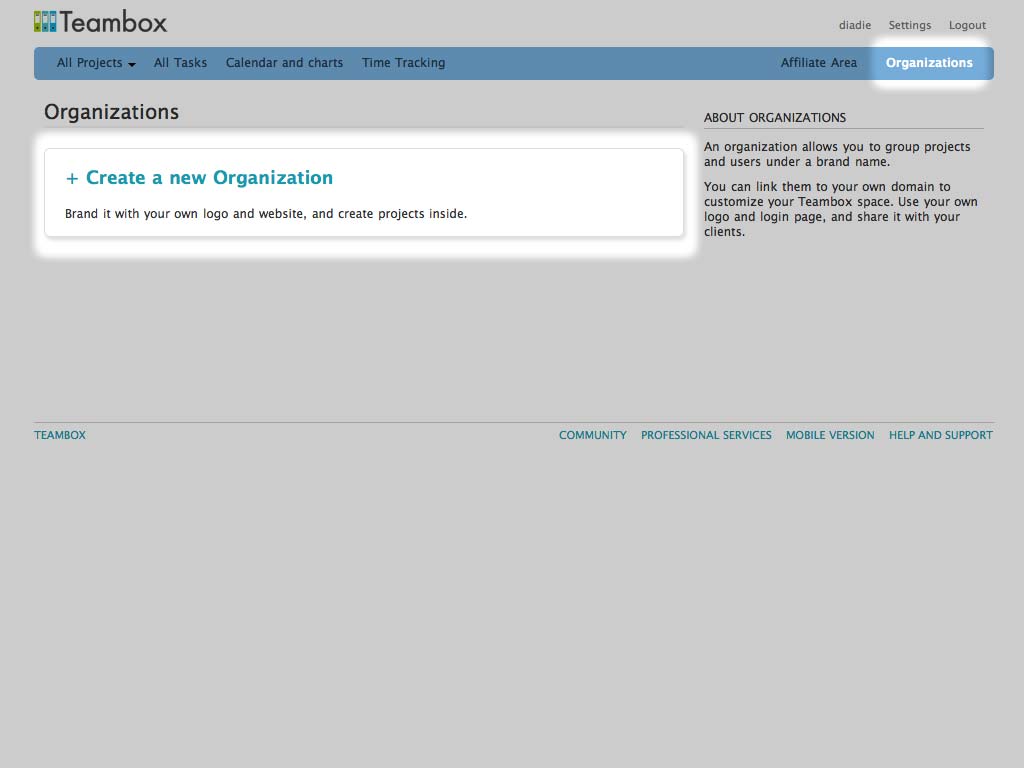 Teambox
diadie Settings Logout
All Projects All Tasks Calendar and charts Time Tracking Affiliate Area Organizations
Organizations
+ Create a new Organization
Brand it with your own logo and website, and create projects inside.
ABOUT ORGANIZATIONS
An organization allows you to group projects
and users under a brand name.
You can link them to your own domain to
customize your Teambox space. Use your own
logo and login page, and share it with your
clients.
TEAMBOX COMMUNITY PROFESSIONAL SERVICES MOBILE VERSION HELP AND SUPPORT